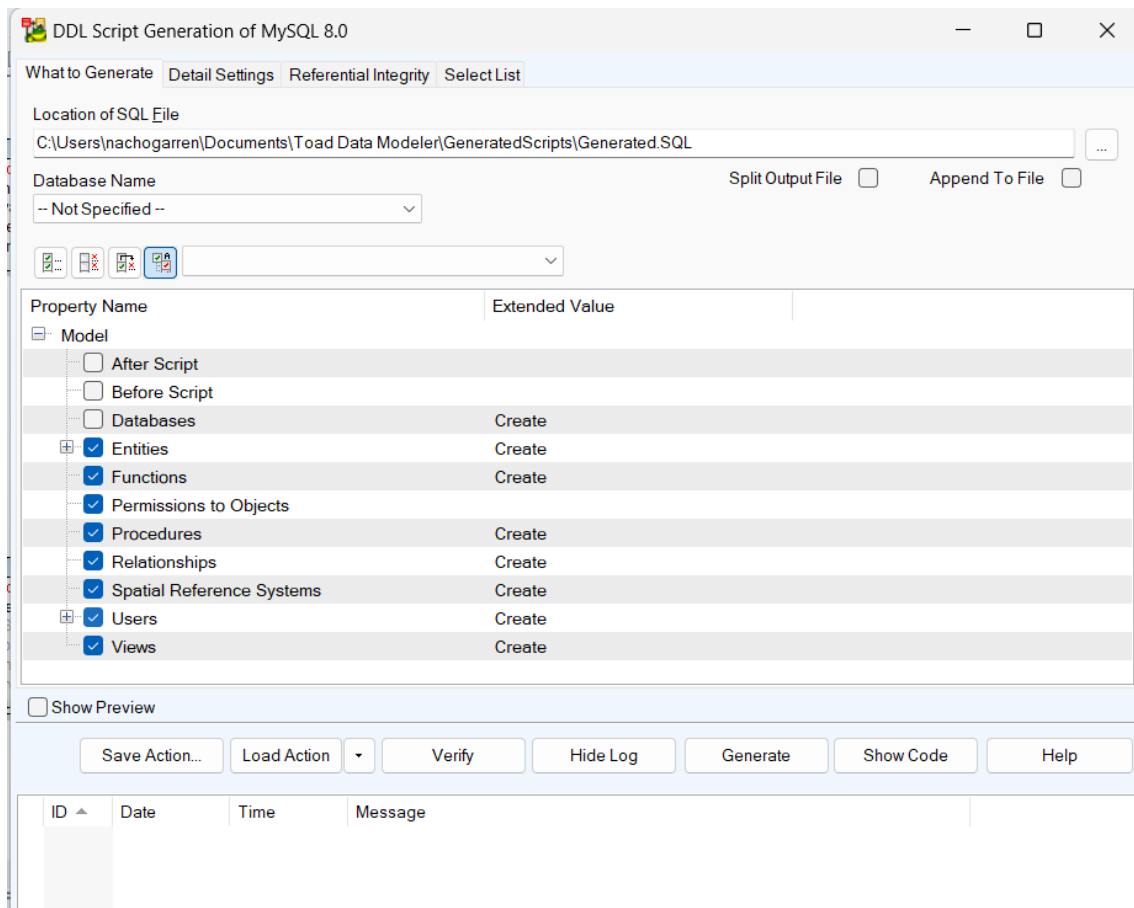 DDL Script Generation of MySQL 8.0
What to Generate Detail Settings Referential Integrity Select List
Location of SQL File
C:\Users\nachogarren\Documents\Toad Data Modeler\GeneratedScripts\Generated.SQL
...
Database Name
Split Output File
Append To File
-- Not Specified --
Property Name Extended Value
Model
After Script
Before Script
Databases Create
Entities Create
Functions Create
Permissions to Objects
Procedures Create
Relationships Create
Spatial Reference Systems Create
Users Create
Views Create
Show Preview
Save Action... Load Action Verify Hide Log Generate Show Code Help
ID Date Time Message